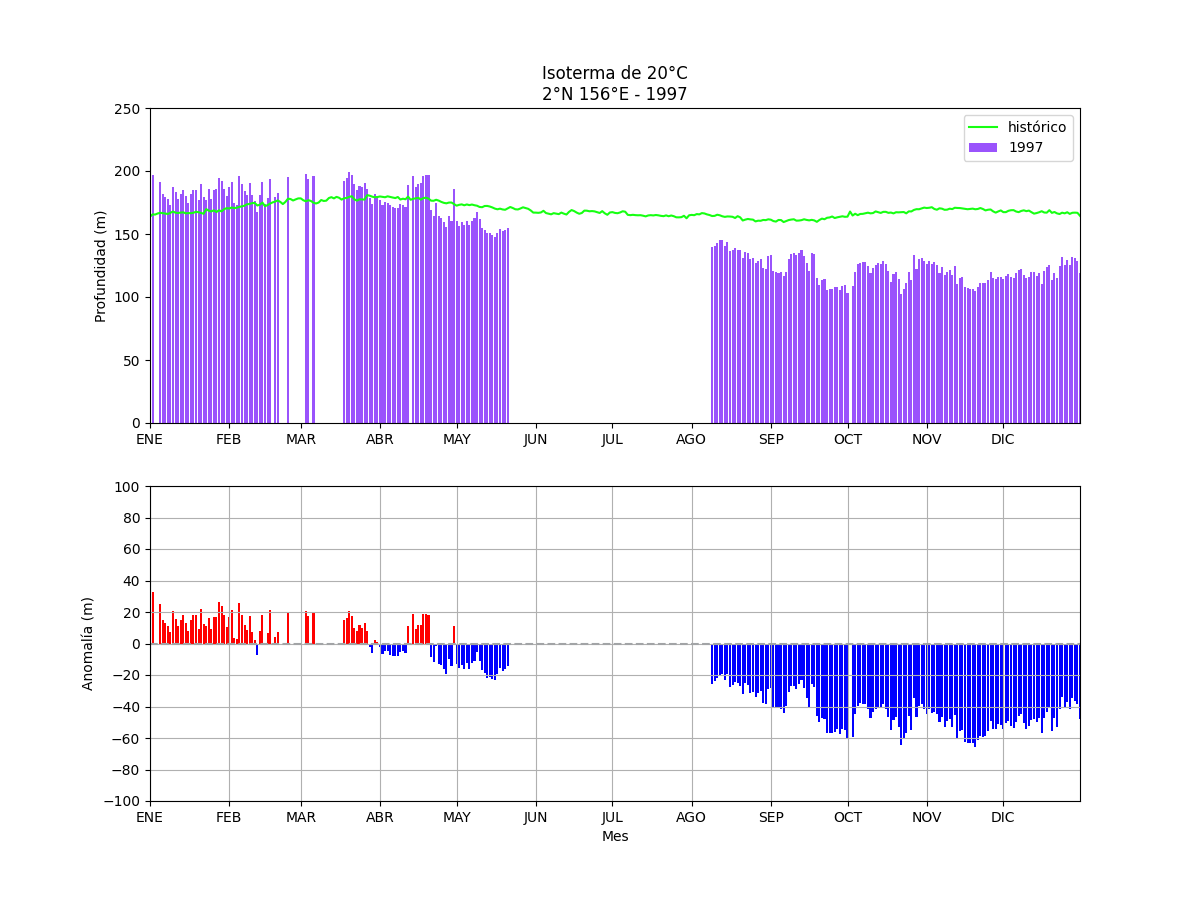 Isoterma de 20°C
2°N 156°E - 1997
250
200
150
100
50
0
Profundidad (m)
histórico
1997
ENE FEB MAR ABR MAY JUN JUL AGO SEP OCT NOV DIC
100
80
60
40
20
0
−20
−40
−60
−80
−100
Anomalía (m)
ENE FEB MAR ABR MAY JUN JUL AGO SEP OCT NOV DIC
Mes